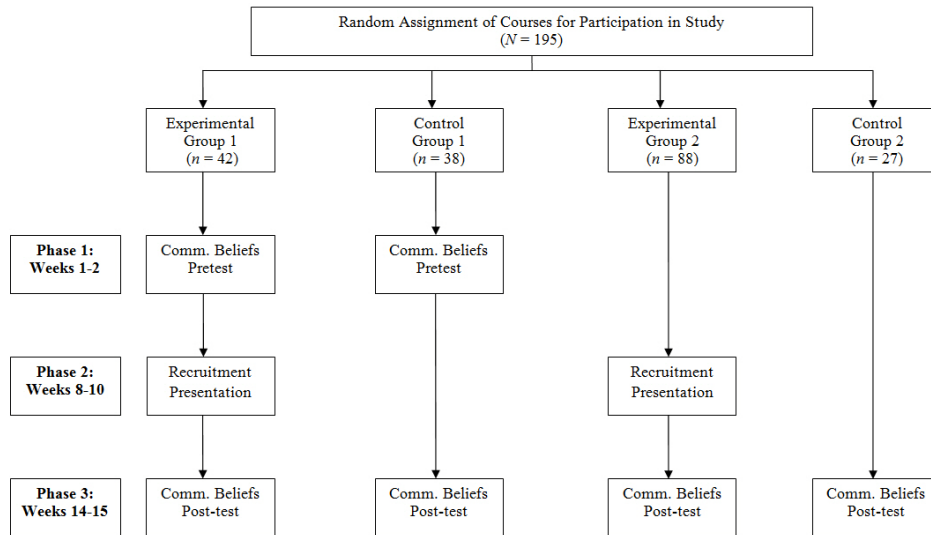 Random Assignment of Courses for Participation in Study
(N = 195)
Experimental
Group 1
(n = 42)
Control
Group 1
(n = 38)
Experimental
Group 2
(n = 88)
Control
Group 2
(n = 27)
Phase 1:
Weeks 1-2
Comm. Beliefs
Pretest
Comm. Beliefs
Pretest
Phase 2:
Weeks 8-10
Recruitment
Presentation
Recruitment
Presentation
Phase 3:
Weeks 14-15
Comm. Beliefs
Post-test
Comm. Beliefs
Post-test
Comm. Beliefs
Post-test
Comm. Beliefs
Post-test